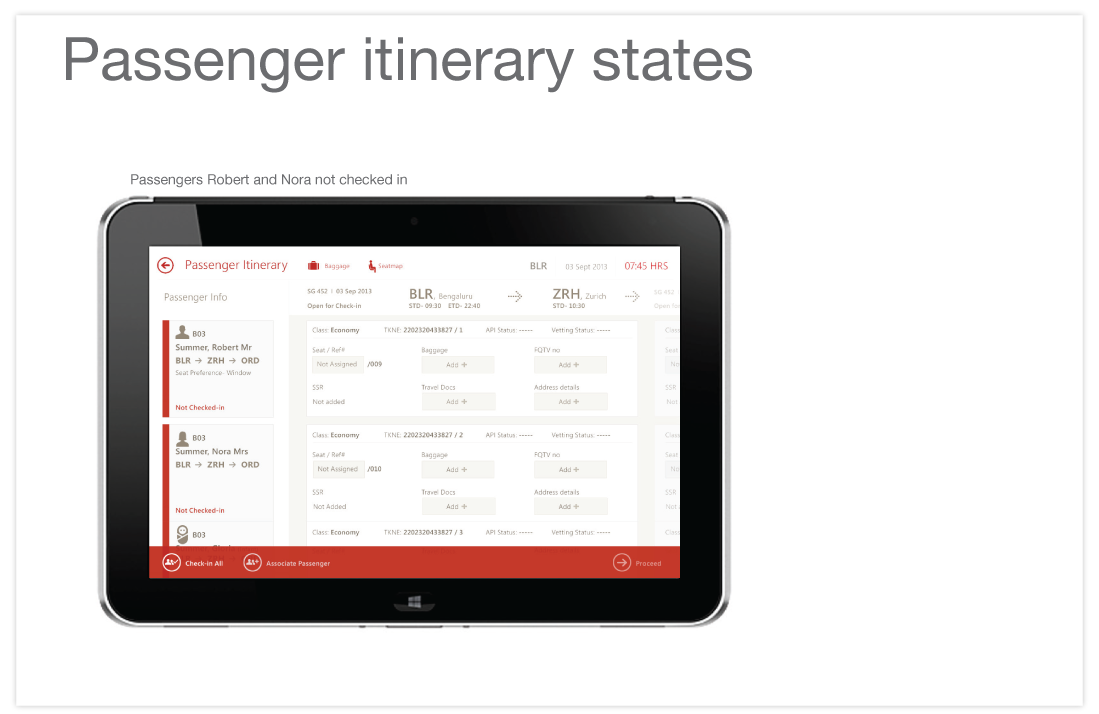 Passenger itinerary states
Passengers Robert and Nora not checked in
Passenger Itinerary Baggage Seatmap BLR 03 Sept 2013 07:45 HRS
Passenger Info
SG 452 | 03 Sep 2013 BLR, Bengaluru ZRH, Zurich SG 452
Open for Check-in STD- 09:30 ETD- 22:40 STD- 10:30 Open for
B03
Summer, Robert Mr
BLR → ZRH → ORD
Seat Preference- Window
Not Checked-in
Class: Economy TKNE: 2202320433827 / 1 API Status: ----- Vetting Status: ----- Class
Seat / Ref# Baggage FQTV no Seat
Not Assigned /009 Add + Add + No
SSR Travel Docs Address details SSR
Not added Add + Add + Not
B03
Summer, Nora Mrs
BLR → ZRH → ORD
Not Checked-in
Class: Economy TKNE: 2202320433827 / 2 API Status: ----- Vetting Status: ----- Class
Seat / Ref# Baggage FQTV no Seat
Not Assigned /010 Add + Add + No
SSR Travel Docs Address details SSR
Not Added Add + Add + Not
B03
Class: Economy TKNE: 2202320433827 / 3 API Status: ----- Vetting Status: ----- Class
Check-in All Associate Passenger Proceed